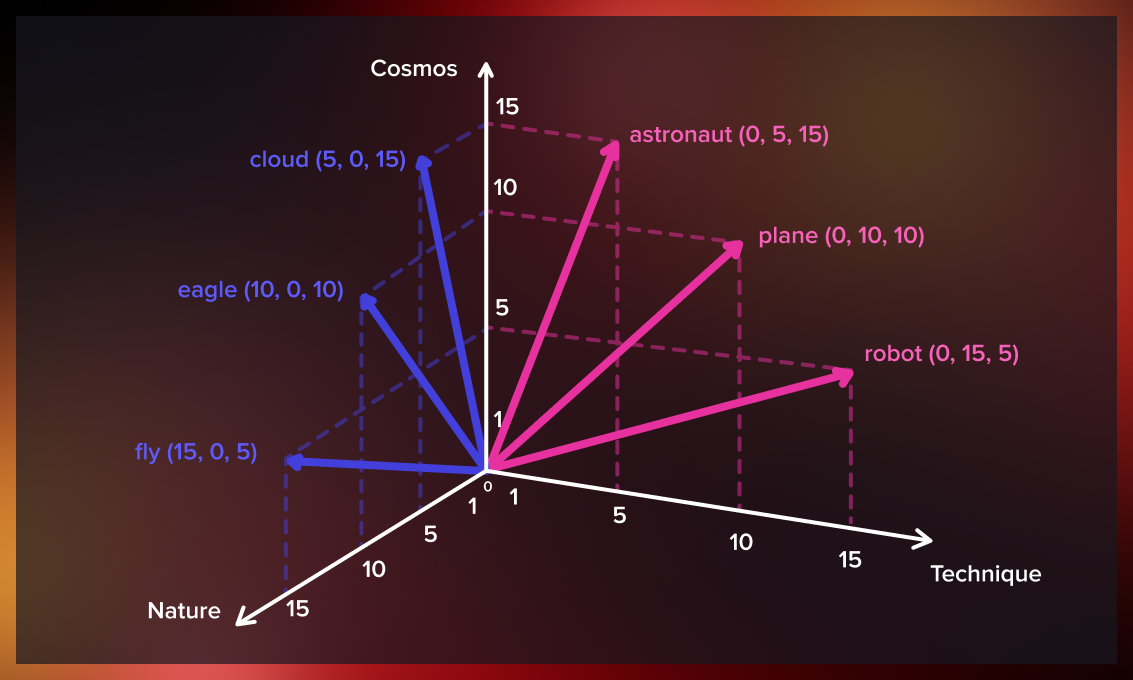 Cosmos
15
astronaut (0, 5, 15)
cloud (5, 0, 15)
10
plane (0, 10, 10)
eagle (10, 0, 10)
5
robot (0, 15, 5)
1
fly (15, 0, 5)
0
1
1
5
5
10
10
15
Technique
15
Nature